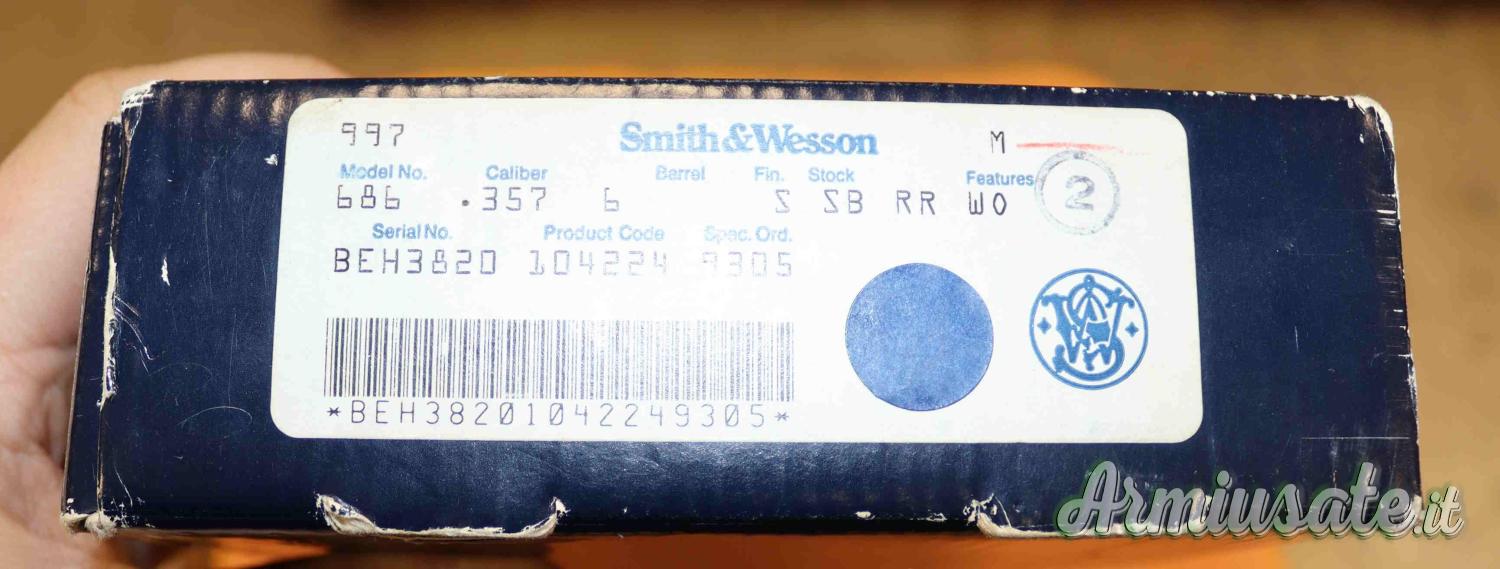 997 Smith & Wesson M
Model No. Caliber Barrel Fin. Stock Features
686 .357 6 S SB RR WO 2
Serial No. Product Code Spec. Ord.
BEH3820 104224 9305
*BEH38201042249305*
Armiusate.it